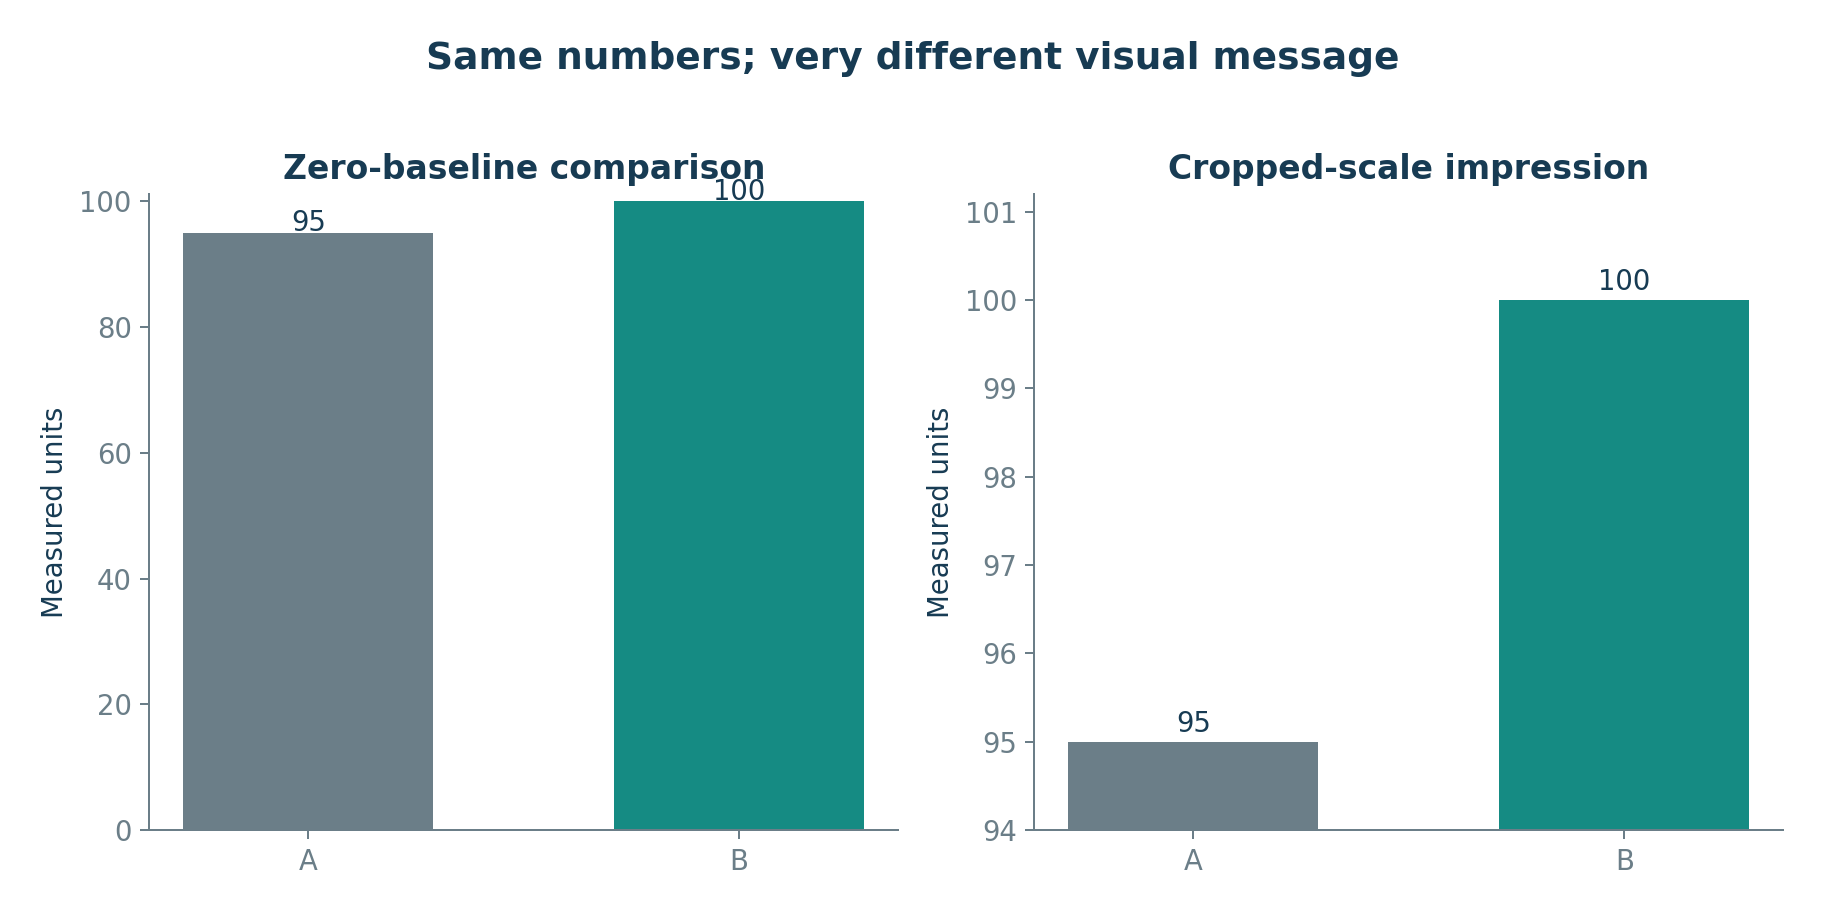 Same numbers; very different visual message
Zero-baseline comparison
Measured units
100
80
60
40
20
0
95
100
A
B
Cropped-scale impression
Measured units
101
100
99
98
97
96
95
94
95
100
A
B